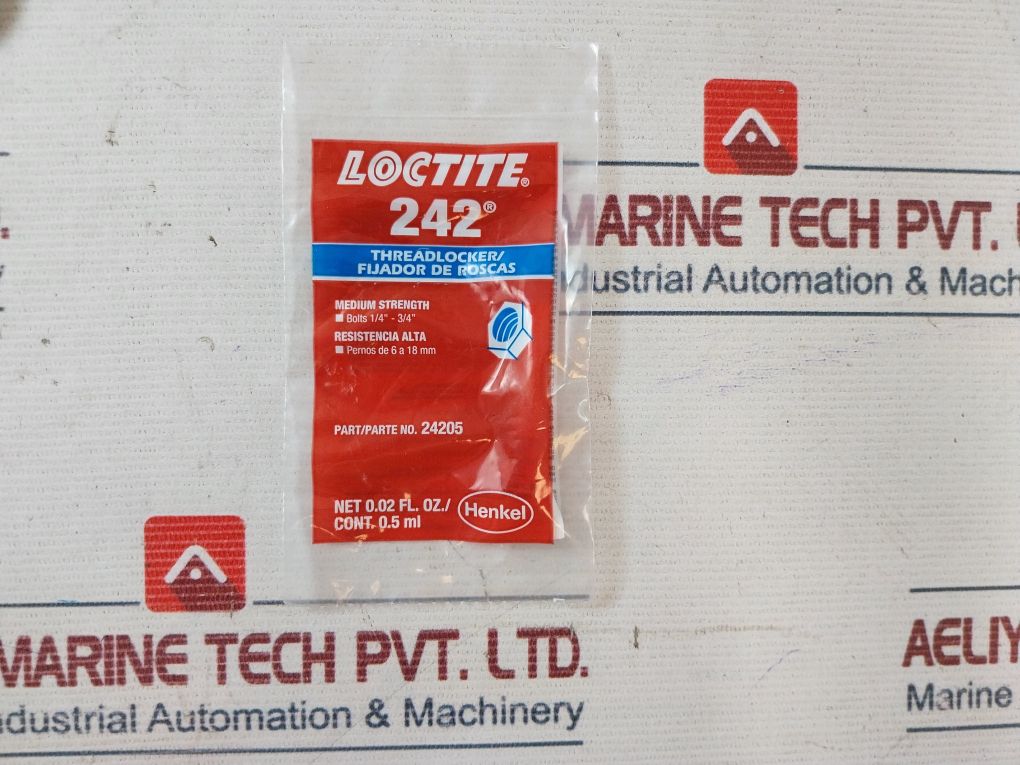 LOCTITE®
242®
THREADLOCKER/
FIJADOR DE ROSCAS
MEDIUM STRENGTH
Bolts 1/4" - 3/4"
RESISTENCIA ALTA
Pernos de 6 a 18 mm
PART/PARTE NO. 24205
NET 0.02 FL. OZ./
CONT. 0.5 ml
Henkel
MARINE TECH PVT.
Industrial Automation & Mach
MARINE TECH PVT. LTD.
ndustrial Automation & Machinery
AELIY
Marine